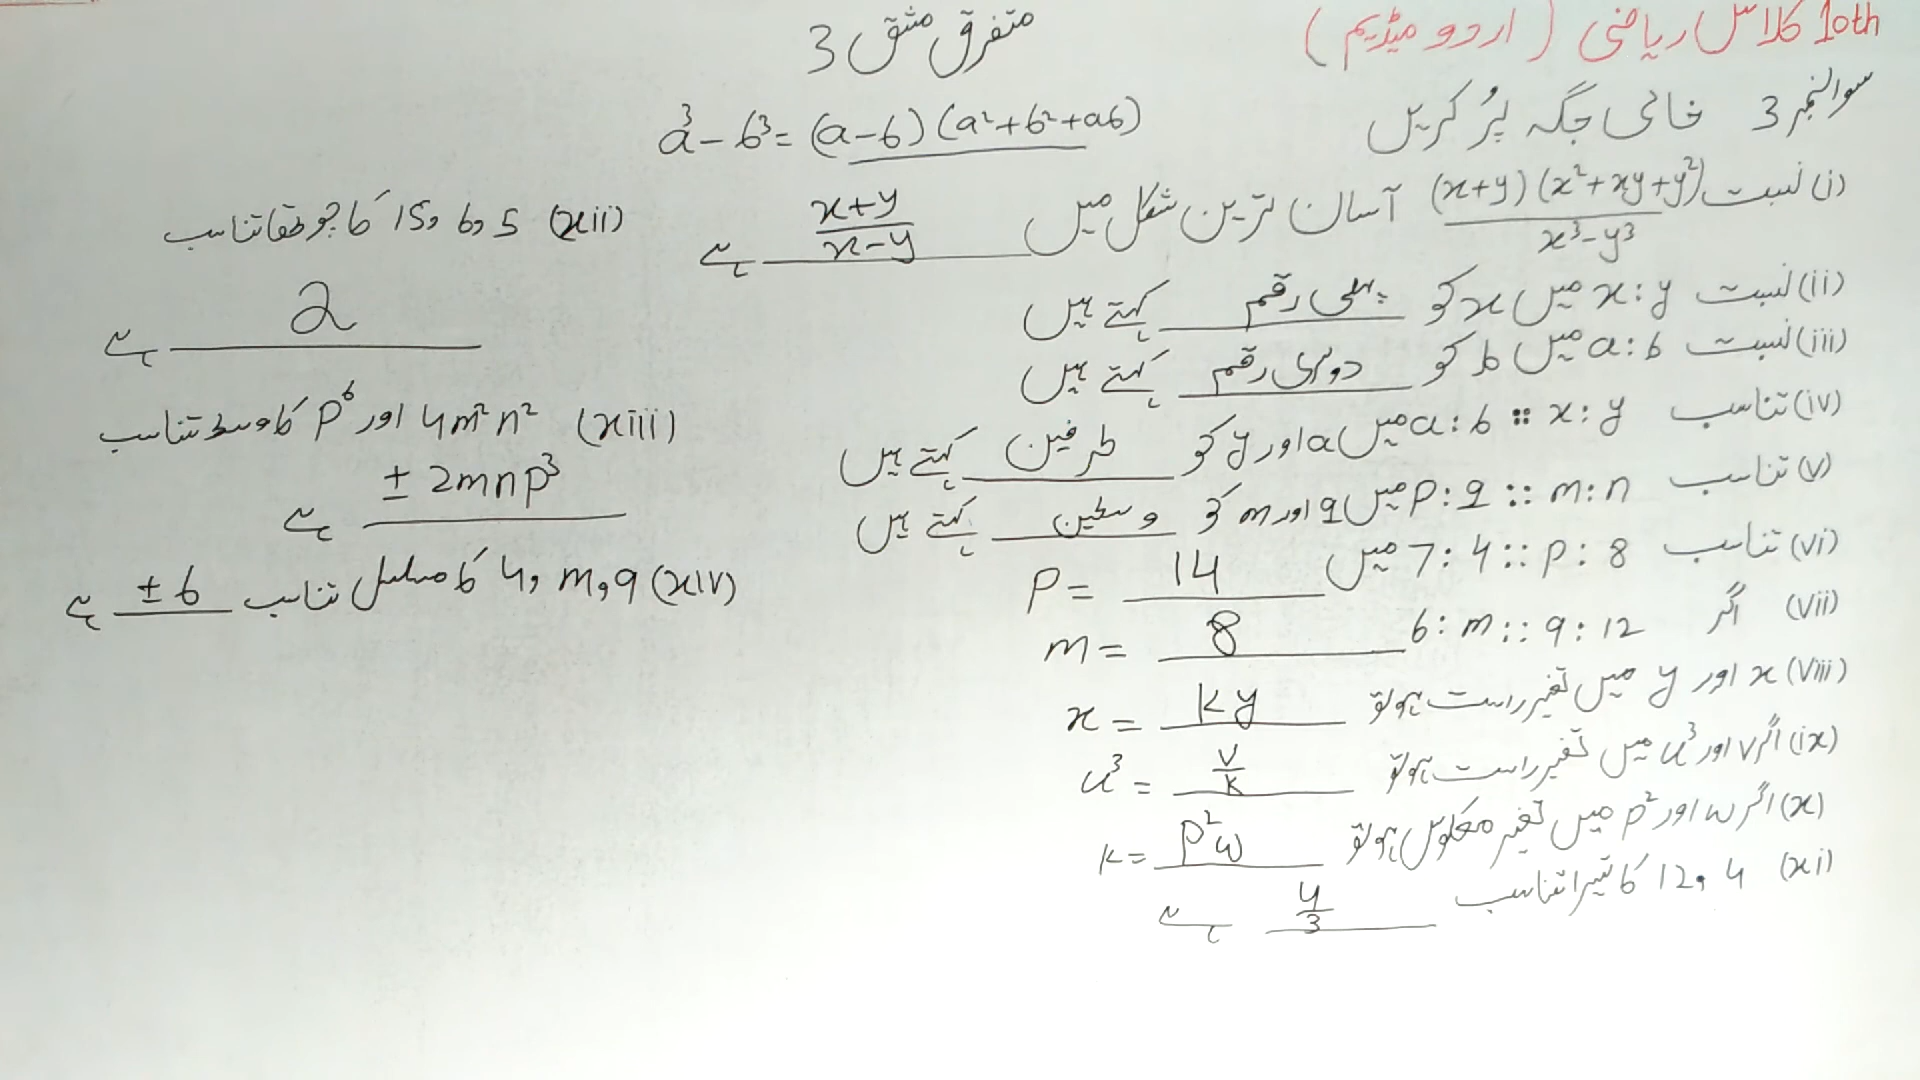 10th کلاس ریاضی (اردو میڈیم)
متفرق مشق 3
سوال نمبر 3 خالی جگہ پُر کریں
a³ - b³ = (a-b) (a²+b²+ab)
(i) نسبت (x+y)(x²+xy+y²)/x³-y³ آسان ترین شکل میں x+y/x-y ہے
(ii) نسبت x:y میں x کو پہلی رقم کہتے ہیں
(iii) نسبت a:b میں b کو دوسری رقم کہتے ہیں
(iv) تناسب a:b :: x:y میں a اور y کو طرفین کہتے ہیں
(v) تناسب p:q :: m:n میں q اور m کو وسطین کہتے ہیں
(vi) تناسب 7:4 :: p:8 میں p = 14
(vii) اگر 6:m :: 9:12 m = 8
(viii) x اور y میں تغیر راست ہو تو x = ky
(ix) اگر v اور u³ میں تغیر راست ہو تو u³ = v/k
(x) اگر w اور p² میں تغیر معکوس ہو تو k = p²w
(xi) 4 ,12 کا تیسرا تناسب 4/3 ہے
(xii) 5 ,6 ,15 کا چوتھا تناسب
2 ہے
(xiii) 4m²n² اور p⁶ کا وسط تناسب
± 2mnp³ ہے
(xiv) 9 ,m ,4 کا مسلسل تناسب ± 6 ہے